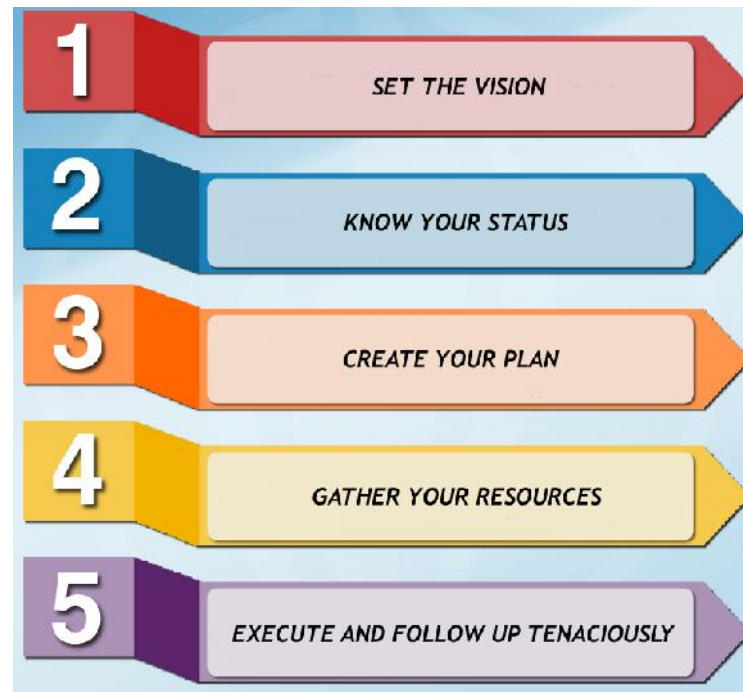 1
SET THE VISION
2
KNOW YOUR STATUS
3
CREATE YOUR PLAN
4
GATHER YOUR RESOURCES
5
EXECUTE AND FOLLOW UP TENACIOUSLY